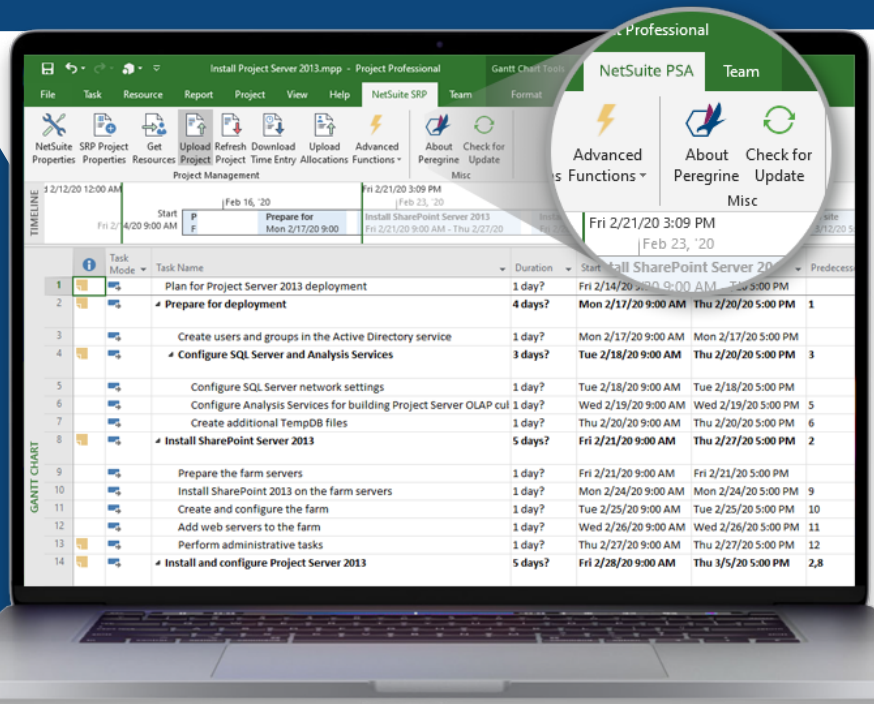 Install Project Server 2013.mpp - Project Professional
Gantt Chart Tools
File Task Resource Report Project View Help NetSuite SRP Team Format
NetSuite Properties
SRP Project Properties
Get Resources
Upload Project
Refresh Project
Download Time Entry
Upload Allocations
Advanced Functions
About Peregrine
Check for Update
Project Management
Misc
t Professional
NetSuite PSA Team
Advanced
s Functions
About Peregrine
Check for Update
Misc
Fri 2/21/20 3:09 PM
Feb 23, '20
TIMELINE
d 2/12/20 12:00 AM
Feb 16, '20
Fri 2/21/20 3:09 PM
Feb 23, '20
Start
Fri 2/14/20 9:00 AM
P
F
Prepare for
Mon 2/17/20 9:00
Install SharePoint Server 2013
Fri 2/21/20 9:00 AM - Thu 2/27/20
GANTT CHART
Task Mode Task Name Duration Start Predecess
1 Plan for Project Server 2013 deployment 1 day?
2 Prepare for deployment 4 days? Mon 2/17/20 9:00 AM Thu 2/20/20 5:00 PM 1
3 Create users and groups in the Active Directory service 1 day? Mon 2/17/20 9:00 AM Mon 2/17/20 5:00 PM
4 Configure SQL Server and Analysis Services 3 days? Tue 2/18/20 9:00 AM Thu 2/20/20 5:00 PM 3
5 Configure SQL Server network settings 1 day? Tue 2/18/20 9:00 AM Tue 2/18/20 5:00 PM
6 Configure Analysis Services for building Project Server OLAP cul 1 day? Wed 2/19/20 9:00 AM Wed 2/19/20 5:00 PM 5
7 Create additional TempDB files 1 day? Thu 2/20/20 9:00 AM Thu 2/20/20 5:00 PM 6
8 Install SharePoint Server 2013 5 days? Fri 2/21/20 9:00 AM Thu 2/27/20 5:00 PM 2
9 Prepare the farm servers 1 day? Fri 2/21/20 9:00 AM Fri 2/21/20 5:00 PM
10 Install SharePoint 2013 on the farm servers 1 day? Mon 2/24/20 9:00 AM Mon 2/24/20 5:00 PM 9
11 Create and configure the farm 1 day? Tue 2/25/20 9:00 AM Tue 2/25/20 5:00 PM 10
12 Add web servers to the farm 1 day? Wed 2/26/20 9:00 AM Wed 2/26/20 5:00 PM 11
13 Perform administrative tasks 1 day? Thu 2/27/20 9:00 AM Thu 2/27/20 5:00 PM 12
14 Install and configure Project Server 2013 5 days? Fri 2/28/20 9:00 AM Thu 3/5/20 5:00 PM 2,8